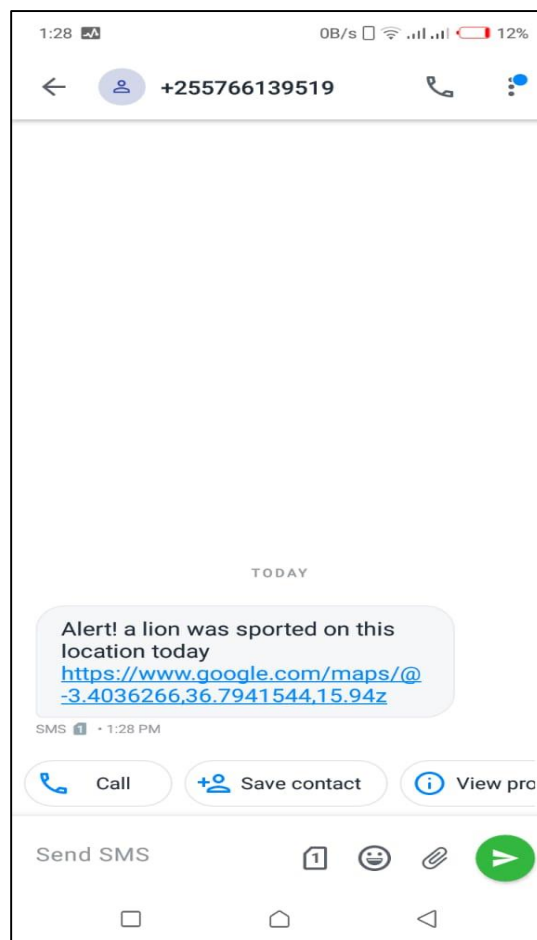 1:28 0B/s 12%
+255766139519
TODAY
Alert! a lion was sported on this
location today
https://www.google.com/maps/@
-3.4036266,36.7941544,15.94z
SMS 1 • 1:28 PM
Call Save contact View pro
Send SMS 1